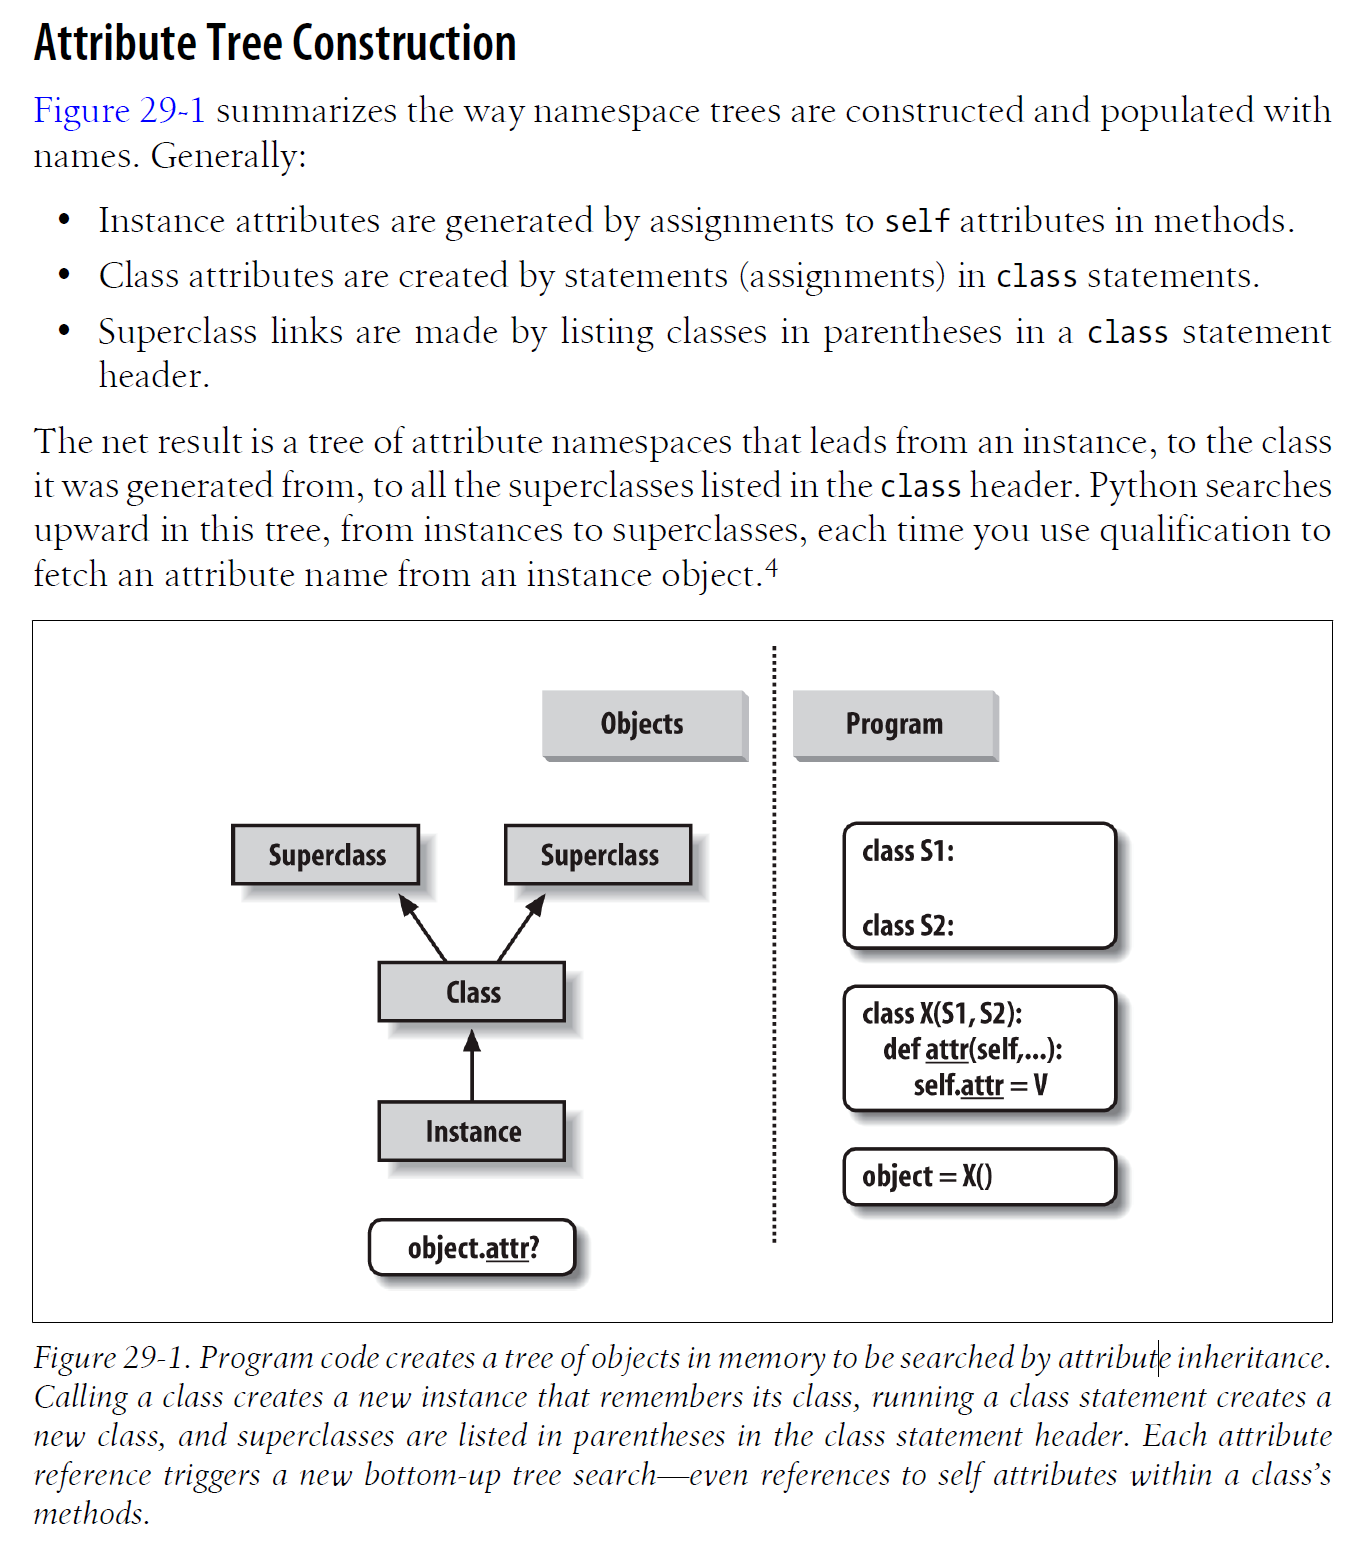 Attribute Tree Construction
Figure 29-1 summarizes the way namespace trees are constructed and populated with
names. Generally:
• Instance attributes are generated by assignments to self attributes in methods.
• Class attributes are created by statements (assignments) in class statements.
• Superclass links are made by listing classes in parentheses in a class statement
header.
The net result is a tree of attribute namespaces that leads from an instance, to the class
it was generated from, to all the superclasses listed in the class header. Python searches
upward in this tree, from instances to superclasses, each time you use qualification to
fetch an attribute name from an instance object.4
Objects
Program
Superclass
Superclass
Class
Instance
object.attr?
class S1:
class S2:
class X(S1, S2):
def attr(self,...):
self.attr = V
object = X()
Figure 29-1. Program code creates a tree of objects in memory to be searched by attribute inheritance.
Calling a class creates a new instance that remembers its class, running a class statement creates a
new class, and superclasses are listed in parentheses in the class statement header. Each attribute
reference triggers a new bottom-up tree search—even references to self attributes within a class’s
methods.